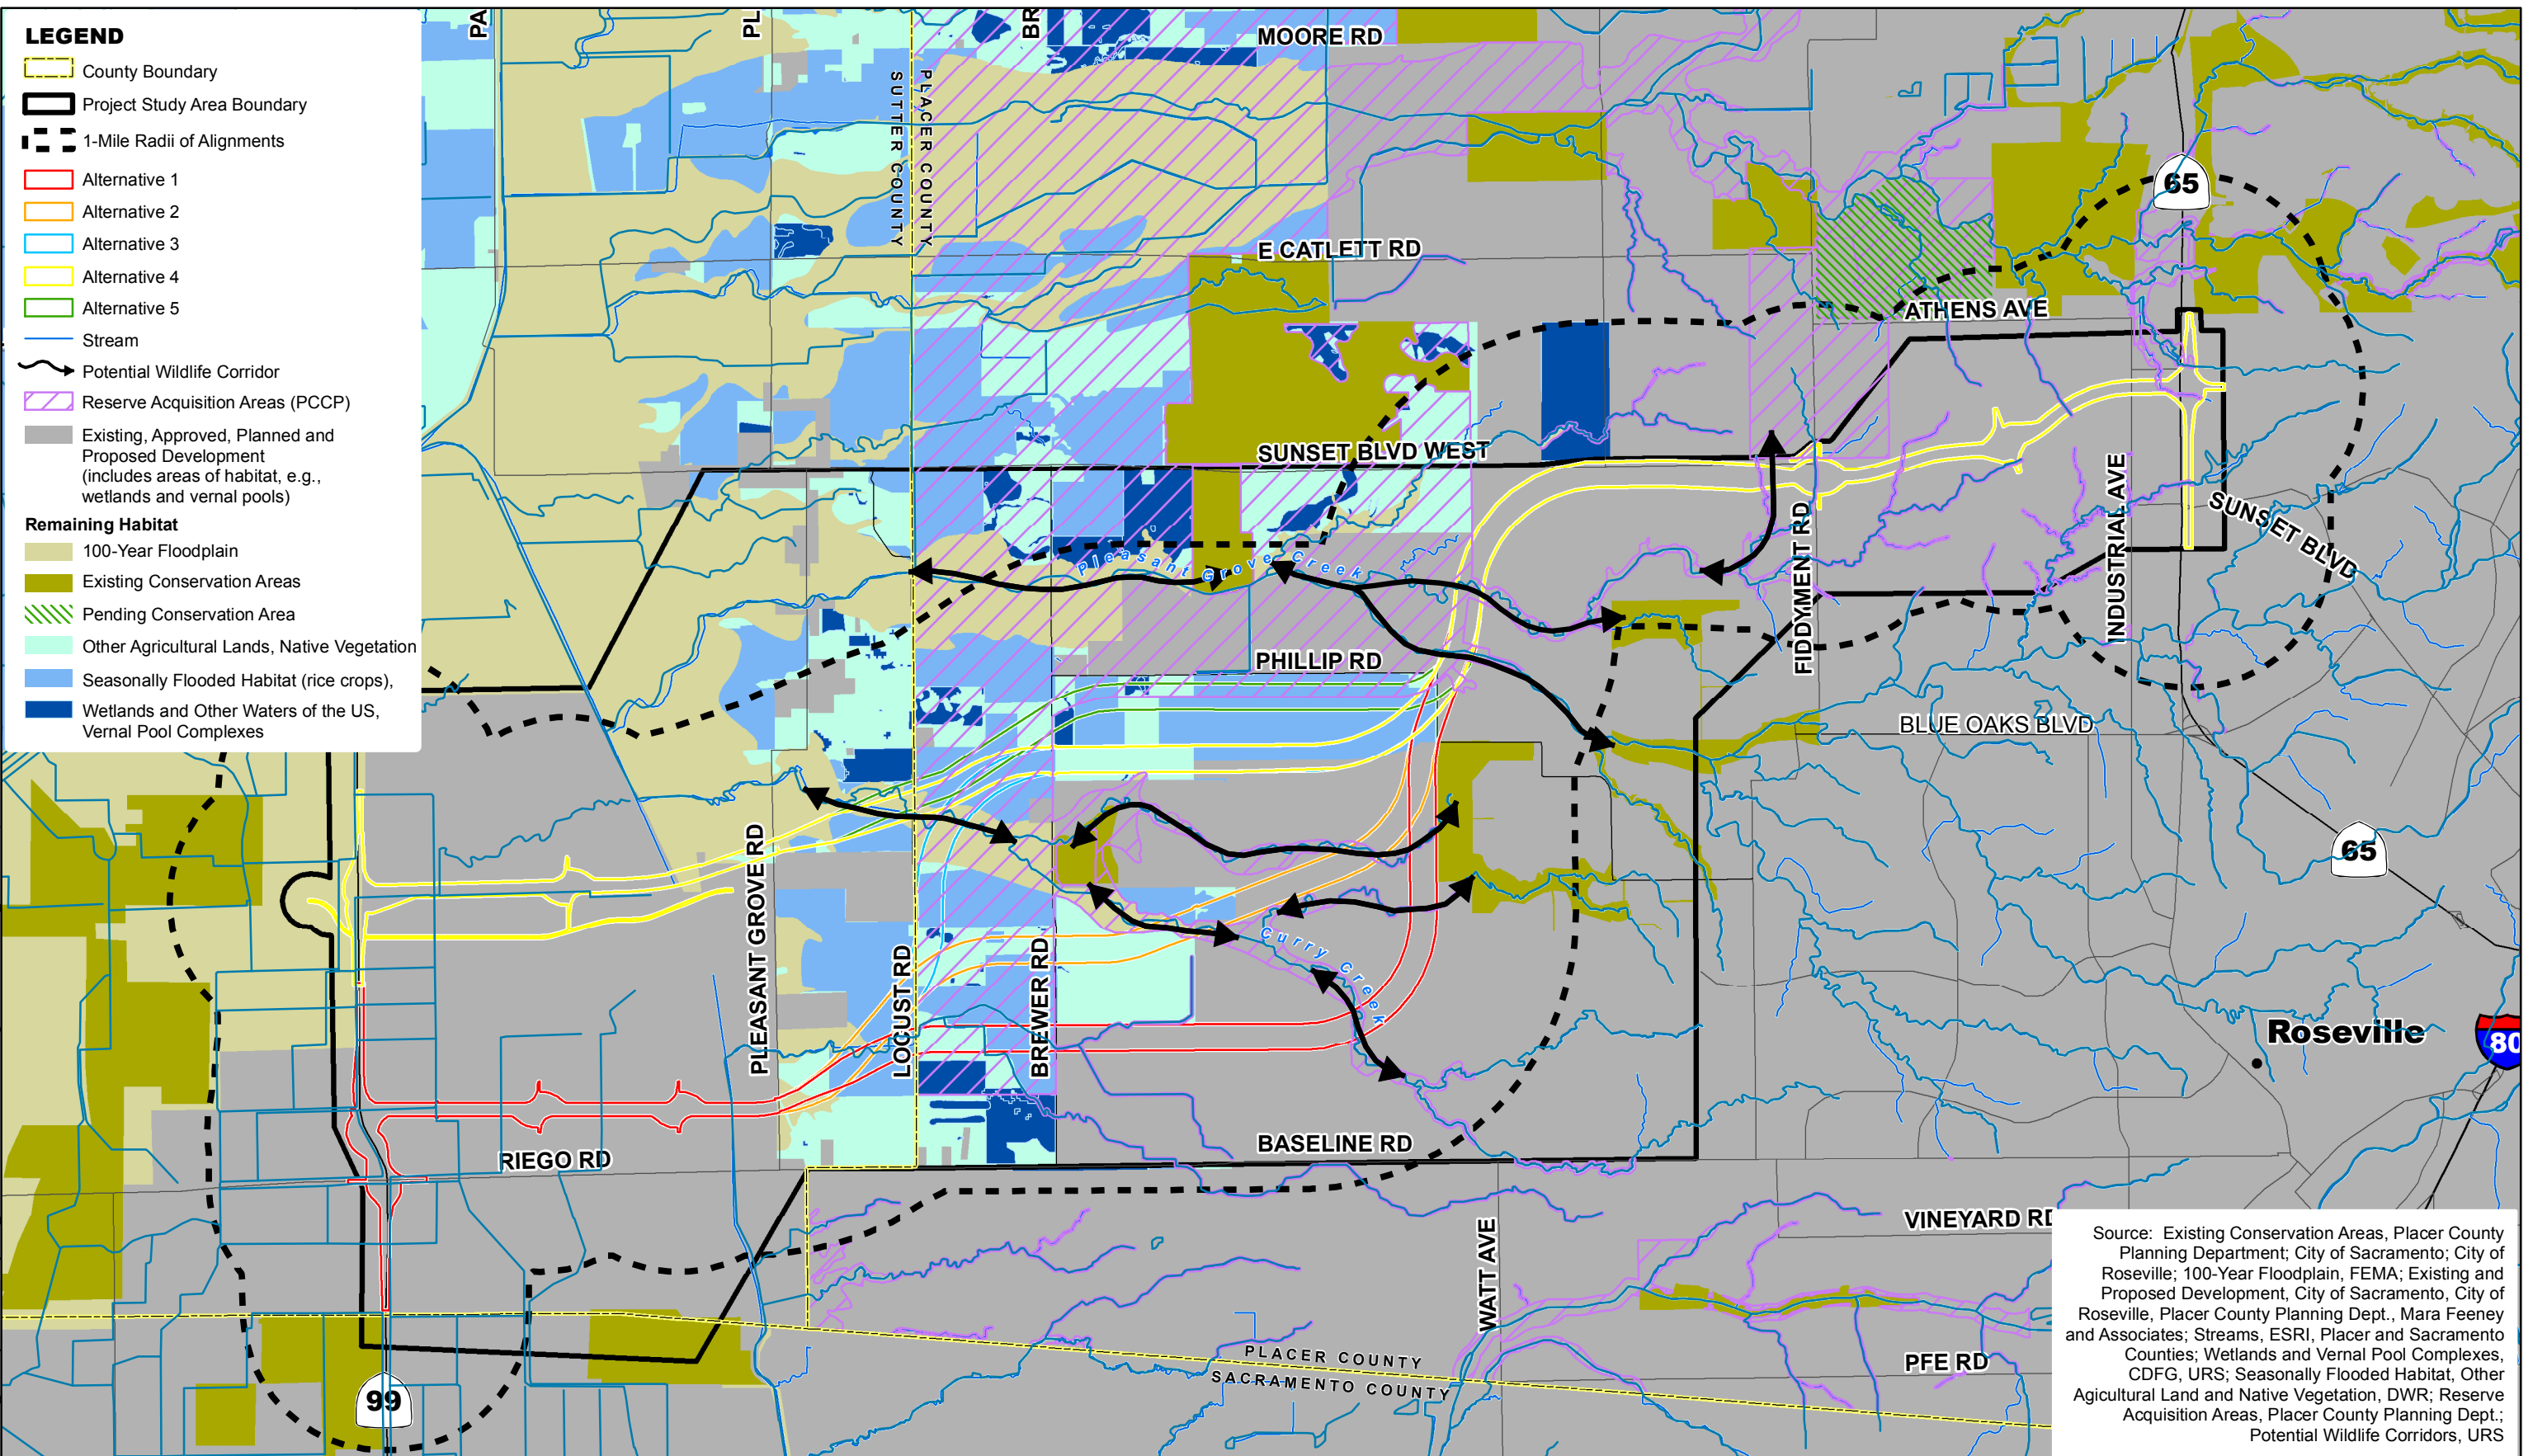 LEGEND
County Boundary
Project Study Area Boundary
1-Mile Radii of Alignments
Alternative 1
Alternative 2
Alternative 3
Alternative 4
Alternative 5
Stream
Potential Wildlife Corridor
Reserve Acquisition Areas (PCCP)
Existing, Approved, Planned and
Proposed Development
(includes areas of habitat, e.g.,
wetlands and vernal pools)
Remaining Habitat
100-Year Floodplain
Existing Conservation Areas
Pending Conservation Area
Other Agricultural Lands, Native Vegetation
Seasonally Flooded Habitat (rice crops),
Wetlands and Other Waters of the US,
Vernal Pool Complexes
PA
PL
BR
MOORE RD
SUTTER COUNTY
PLACER COUNTY
65
E CATLETT RD
ATHENS AVE
SUNSET BLVD WEST
SUNSET BLVD
Pleasant Grove Creek
FIDDYMENT RD
INDUSTRIAL AVE
PHILLIP RD
BLUE OAKS BLVD
65
PLEASANT GROVE RD
LOCUST RD
BREWER RD
Curry Creek
Roseville
80
RIEGO RD
BASELINE RD
WATT AVE
VINEYARD RD
PLACER COUNTY
SACRAMENTO COUNTY
PFE RD
99
Source: Existing Conservation Areas, Placer County
Planning Department; City of Sacramento; City of
Roseville; 100-Year Floodplain, FEMA; Existing and
Proposed Development, City of Sacramento, City of
Roseville, Placer County Planning Dept., Mara Feeney
and Associates; Streams, ESRI, Placer and Sacramento
Counties; Wetlands and Vernal Pool Complexes,
CDFG, URS; Seasonally Flooded Habitat, Other
Agicultural Land and Native Vegetation, DWR; Reserve
Acquisition Areas, Placer County Planning Dept.;
Potential Wildlife Corridors, URS